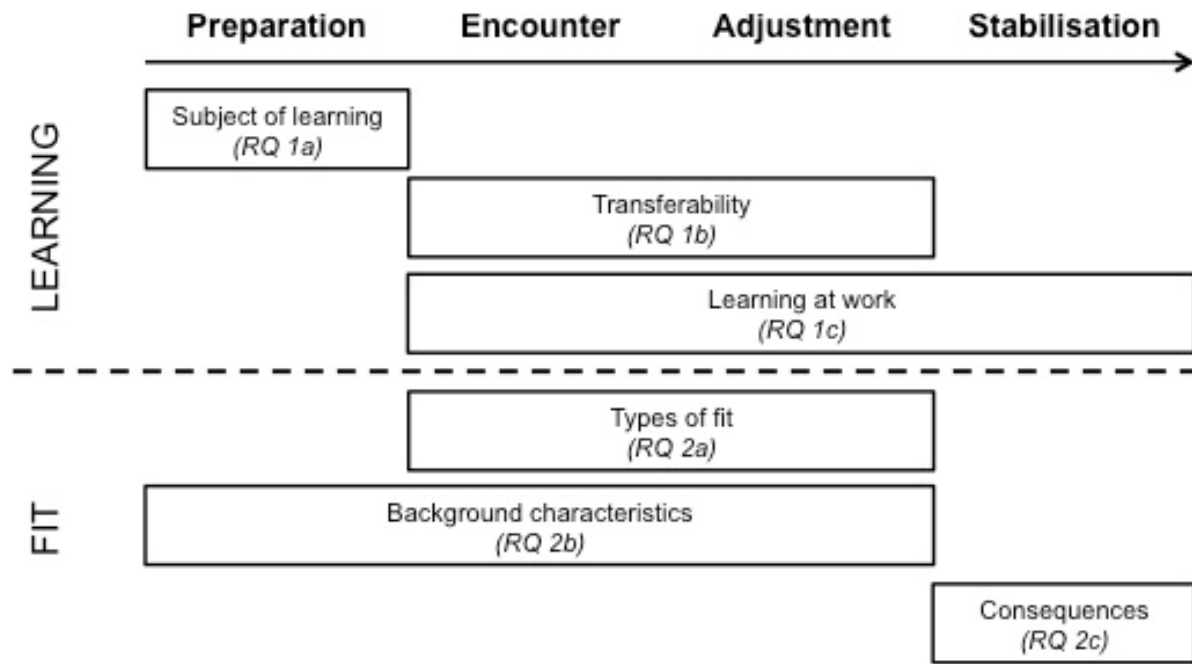 Preparation Encounter Adjustment Stabilisation
LEARNING
Subject of learning
(RQ 1a)
Transferability
(RQ 1b)
Learning at work
(RQ 1c)
FIT
Types of fit
(RQ 2a)
Background characteristics
(RQ 2b)
Consequences
(RQ 2c)